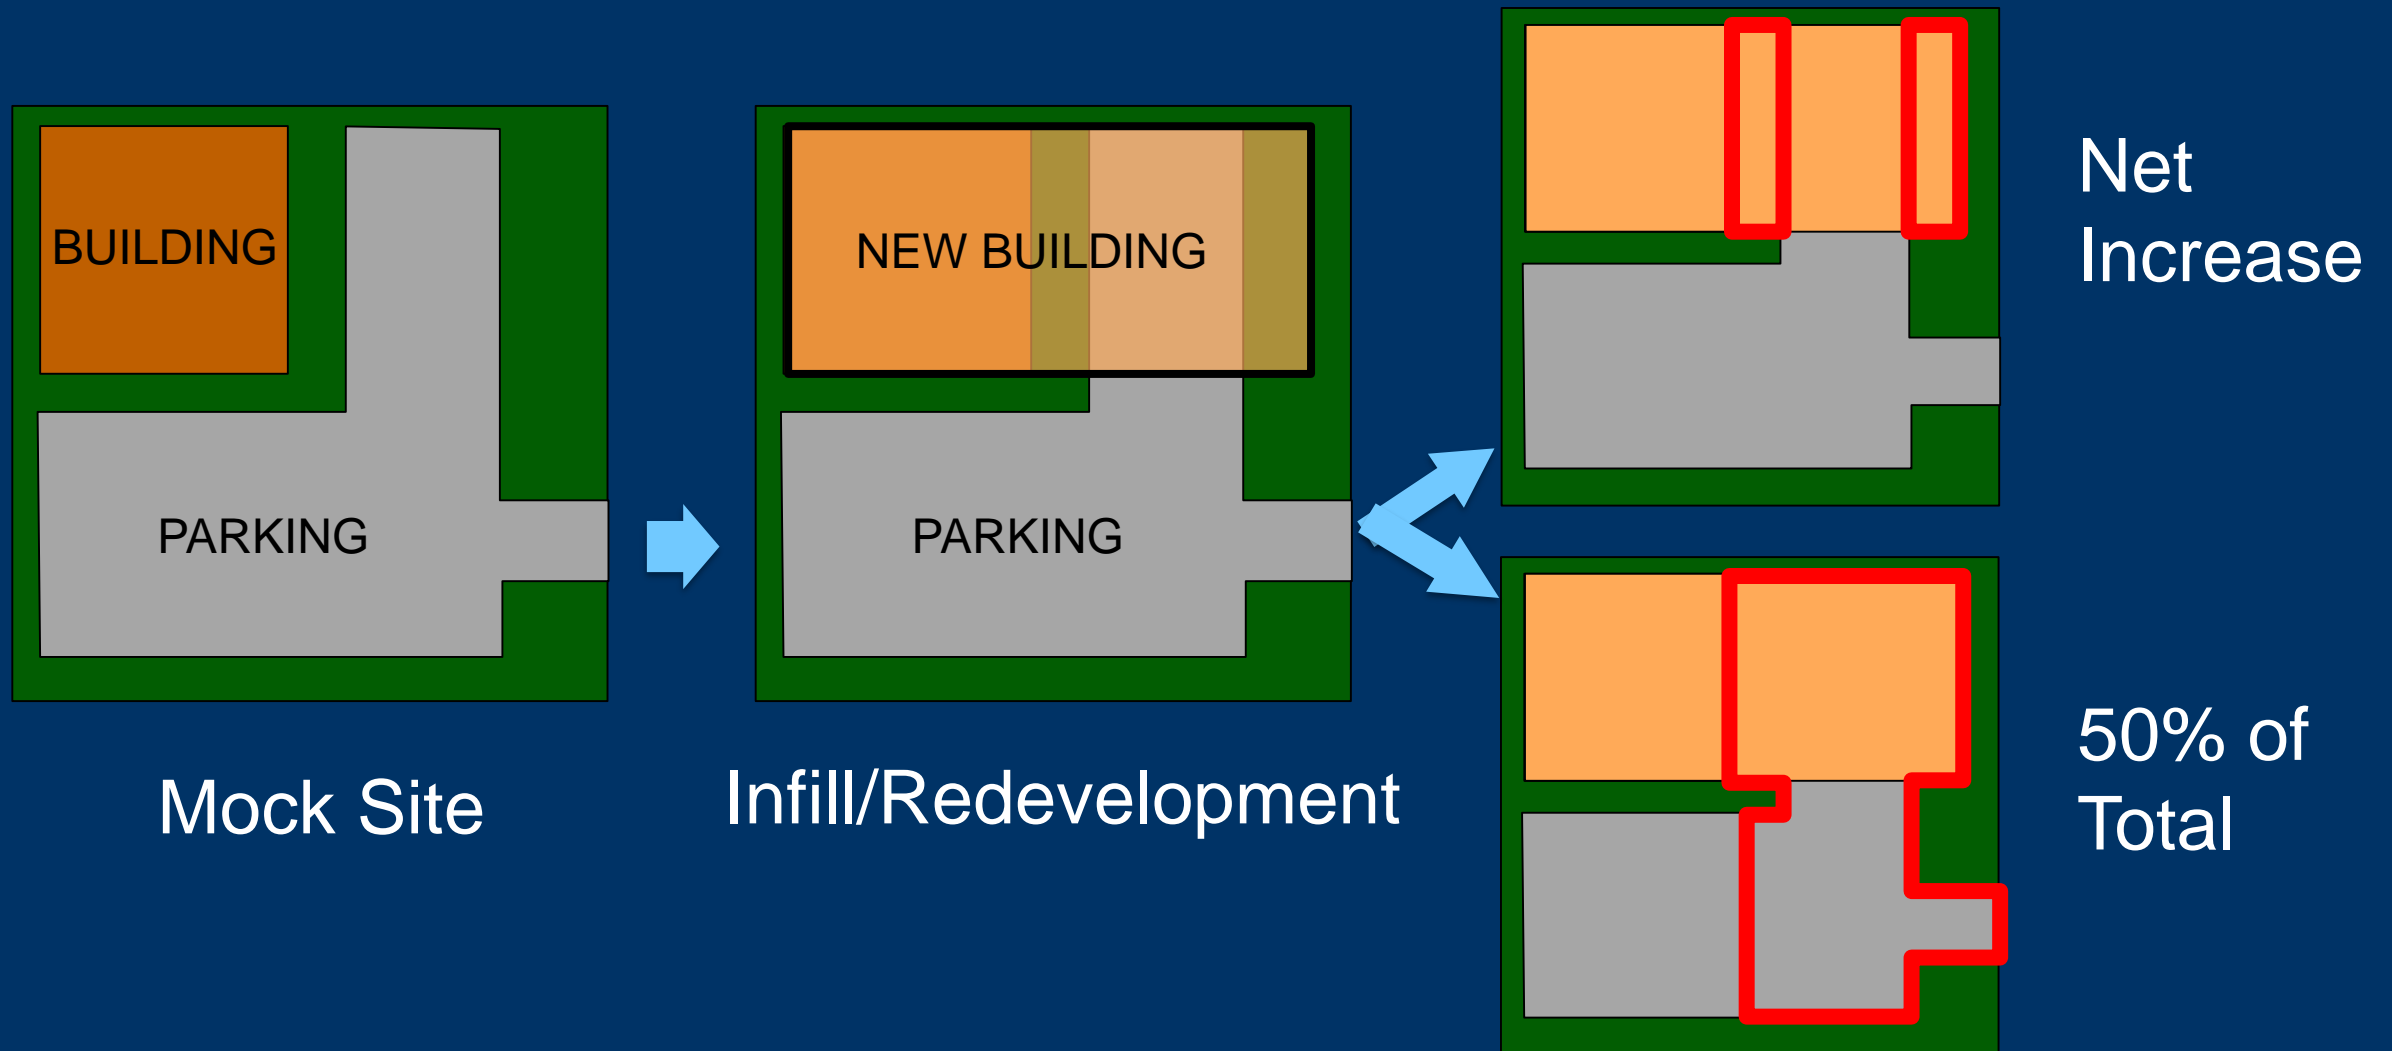 BUILDING
PARKING
Mock Site
NEW BUILDING
PARKING
Infill/Redevelopment
Net
Increase
50% of
Total